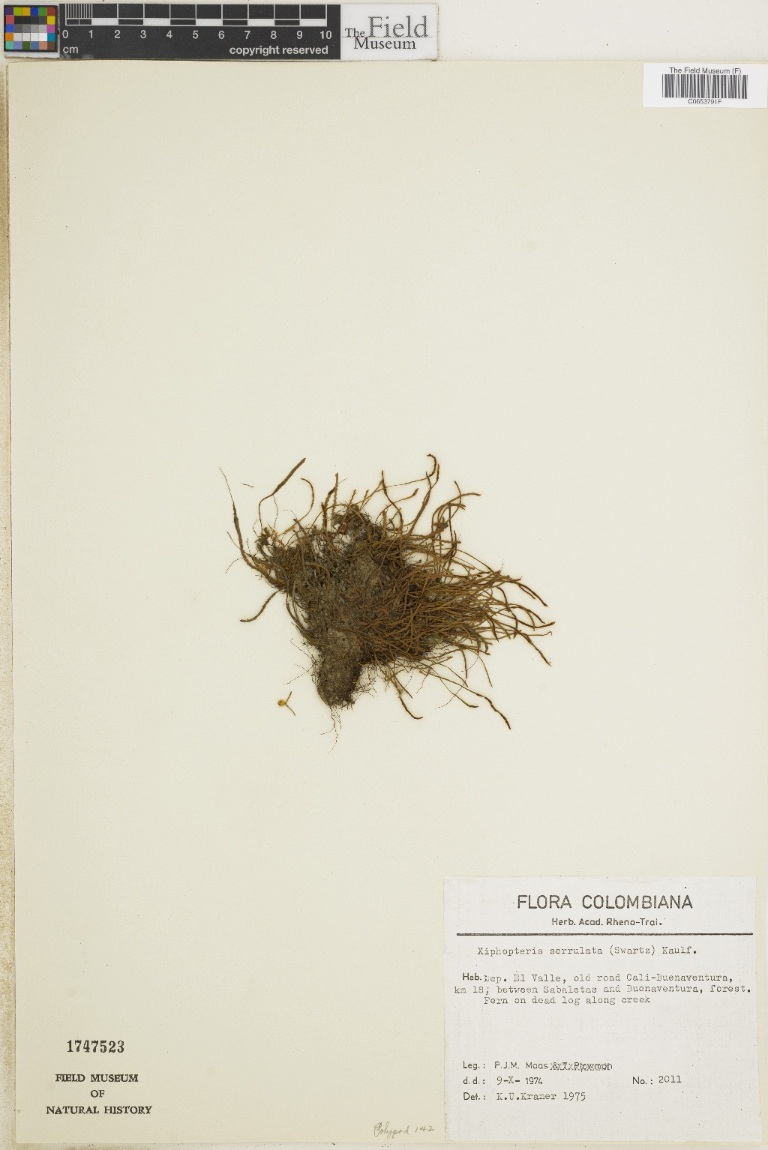 0 1 2 3 4 5 6 7 8 9 10
cm
copyright reserved
The Field
Museum
The Field Museum (F)
C0653791F
FLORA COLOMBIANA
Herb. Acad. Rheno-Trai.
Xiphopteris serrulata (Swartz) Kaulf.
Hab. Dep. El Valle, old road Cali-Buenaventura,
km 18; between Sabaletas and Buenaventura, forest.
Fern on dead log along creek
Leg.: P.J.M. Maas
d.d.: 9-X-1974 No.: 2011
Det.: K.U.Kramer 1975
1747523
FIELD MUSEUM
OF
NATURAL HISTORY
Polypod 142